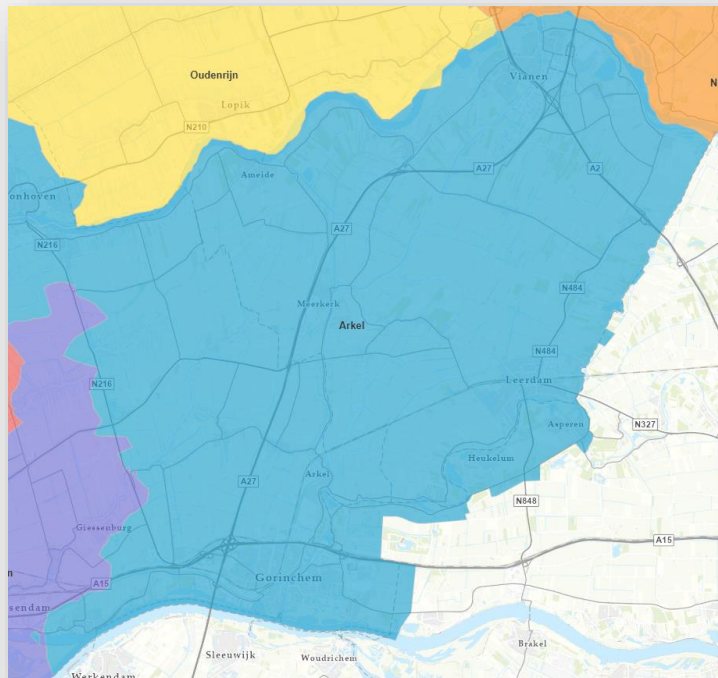 Oudenrijn
Vianen
N
Lopik
N210
A27
A2
Ameide
onhoven
A27
N216
N484
Meerkerk
Arkel
N484
N216
Leerdam
Asperen
N327
Heukelum
Arkel
A27
N848
Giessenburg
A15
n
Gorinchem
A15
sendam
Brakel
Sleeuwijk
Woudrichem
Werkendam